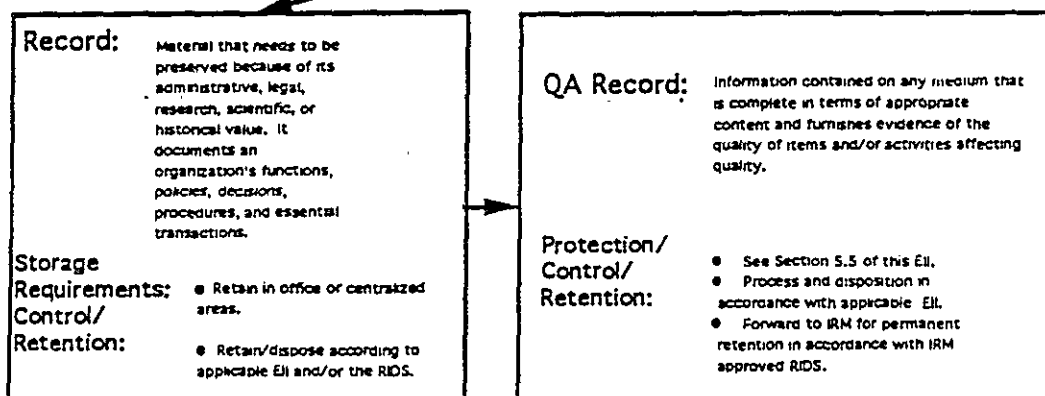 Record:
Material that needs to be
preserved because of its
administrative, legal,
research, scientific, or
historical value. It
documents an
organization's functions,
policies, decisions,
procedures, and essential
transactions.
Storage
Requirements:
Control/
Retention:
● Retain in office or centralized
areas.
● Retain/dispose according to
applicable EII and/or the RIDS.
QA Record:
Information contained on any medium that
is complete in terms of appropriate
content and furnishes evidence of the
quality of items and/or activities affecting
quality.
Protection/
Control/
Retention:
● See Section 5.5 of this EII.
● Process and disposition in
accordance with applicable EII.
● Forward to IRM for permanent
retention in accordance with IRM
approved RIDS.